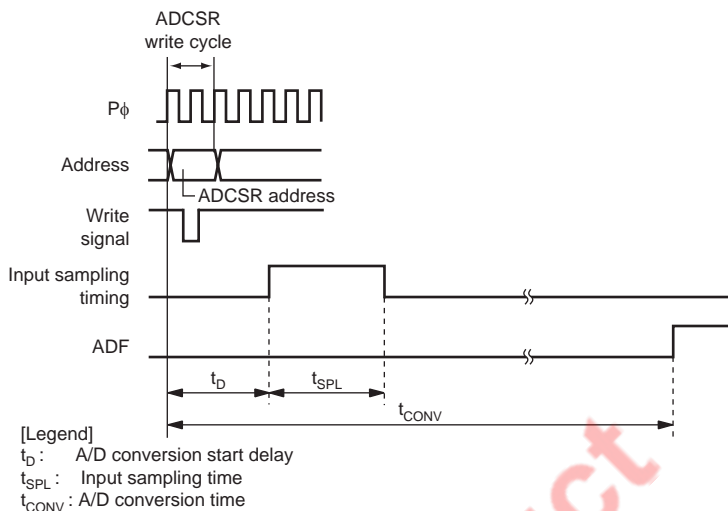 ADCSR
write cycle
Pϕ
Address
ADCSR address
Write
signal
Input sampling
timing
ADF
tD
tSPL
tCONV
[Legend]
tD : A/D conversion start delay
tSPL : Input sampling time
tCONV : A/D conversion time